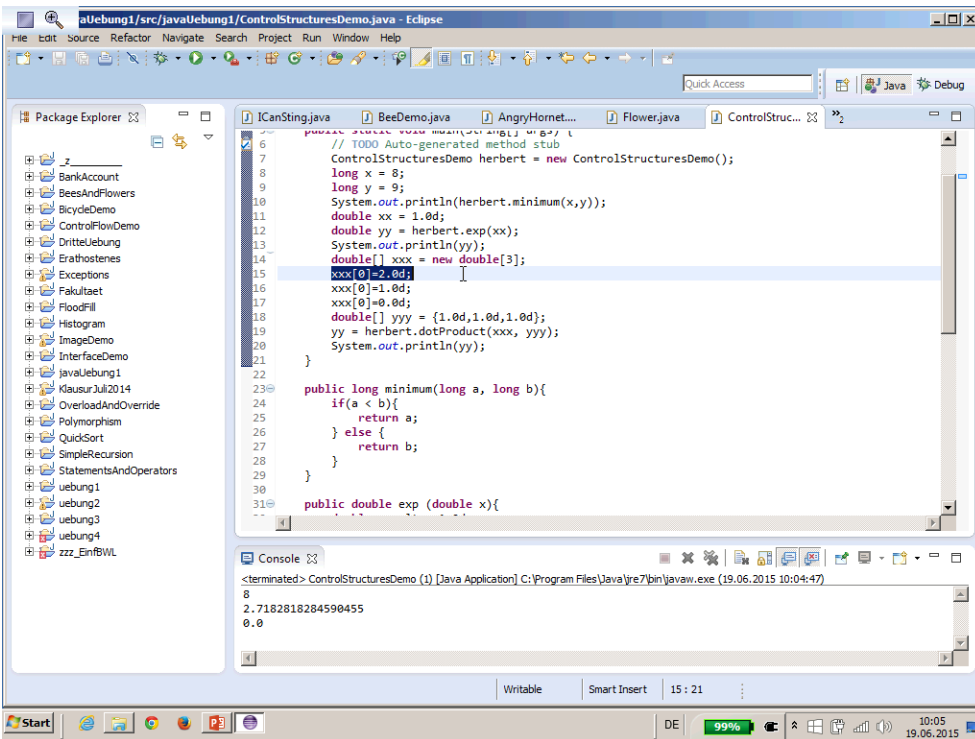 aUebung1/src/javaUebung1/ControlStructuresDemo.java - Eclipse
File Edit Source Refactor Navigate Search Project Run Window Help
Quick Access
Java
Debug
Package Explorer
_z_________
BankAccount
BeesAndFlowers
BicycleDemo
ControlFlowDemo
DritteUebung
Erathostenes
Exceptions
Fakultaet
FloodFill
Histogram
ImageDemo
InterfaceDemo
javaUebung1
KlausurJuli2014
OverloadAndOverride
Polymorphism
QuickSort
SimpleRecursion
StatementsAndOperators
uebung1
uebung2
uebung3
uebung4
zzz_EinfBWL
ICanSting.java BeeDemo.java AngryHornet.... Flower.java ControlStruc... »2
public static void main(String[] args) {
6 // TODO Auto-generated method stub
7 ControlStructuresDemo herbert = new ControlStructuresDemo();
8 long x = 8;
9 long y = 9;
10 System.out.println(herbert.minimum(x,y));
11 double xx = 1.0d;
12 double yy = herbert.exp(xx);
13 System.out.println(yy);
14 double[] xxx = new double[3];
15 xxx[0]=2.0d;
16 xxx[0]=1.0d;
17 xxx[0]=0.0d;
18 double[] yyy = {1.0d,1.0d,1.0d};
19 yy = herbert.dotProduct(xxx, yyy);
20 System.out.println(yy);
21 }
22
23 public long minimum(long a, long b){
24 if(a < b){
25 return a;
26 } else {
27 return b;
28 }
29 }
30
31 public double exp (double x){
Console
<terminated> ControlStructuresDemo (1) [Java Application] C:\Program Files\Java\jre7\bin\javaw.exe (19.06.2015 10:04:47)
8
2.7182818284590455
0.0
Writable Smart Insert 15 : 21
Start
DE
99%
10:05
19.06.2015